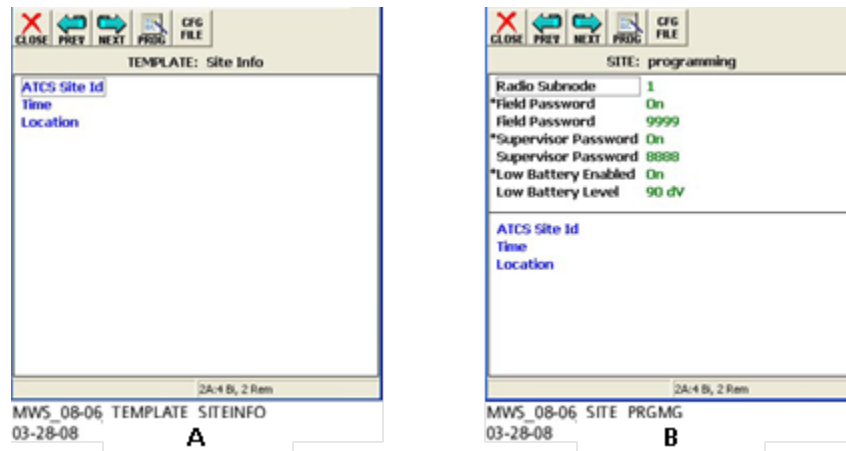 CLOSE PREV NEXT PROG CFG FILE
TEMPLATE: Site Info
ATCS Site Id
Time
Location
2A:4 Bi, 2 Rem
MWS_08-06 TEMPLATE SITEINFO
03-28-08
A
CLOSE PREV NEXT PROG CFG FILE
SITE: programming
Radio Subnode 1
*Field Password On
Field Password 9999
*Supervisor Password On
Supervisor Password 8888
*Low Battery Enabled On
Low Battery Level 90 dV
ATCS Site Id
Time
Location
2A:4 Bi, 2 Rem
MWS_08-06 SITE PRGMG
03-28-08
B